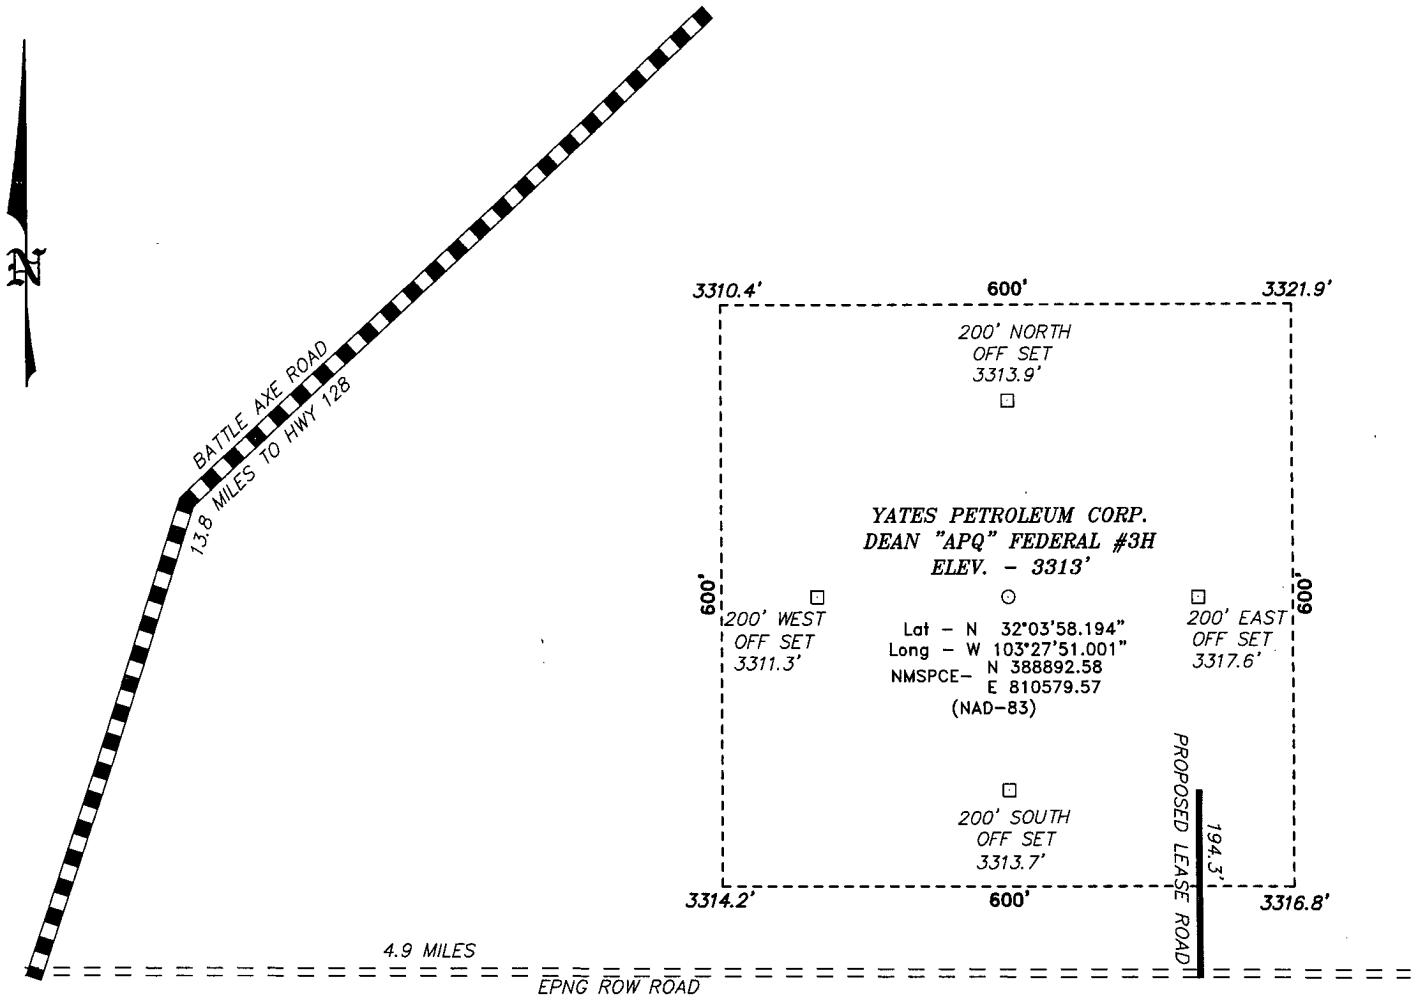 N
BATTLE AXE ROAD
13.8 MILES TO HWY 128
3310.4'
600'
3321.9'
200' NORTH
OFF SET
3313.9'
YATES PETROLEUM CORP.
DEAN "APQ" FEDERAL #3H
ELEV. - 3313'
600'
600'
200' WEST
OFF SET
3311.3'
200' EAST
OFF SET
3317.6'
Lat - N 32°03'58.194"
Long - W 103°27'51.001"
NMSPCE- N 388892.58
E 810579.57
(NAD-83)
200' SOUTH
OFF SET
3313.7'
PROPOSED LEASE ROAD
194.3'
3314.2'
600'
3316.8'
4.9 MILES
EPNG ROW ROAD